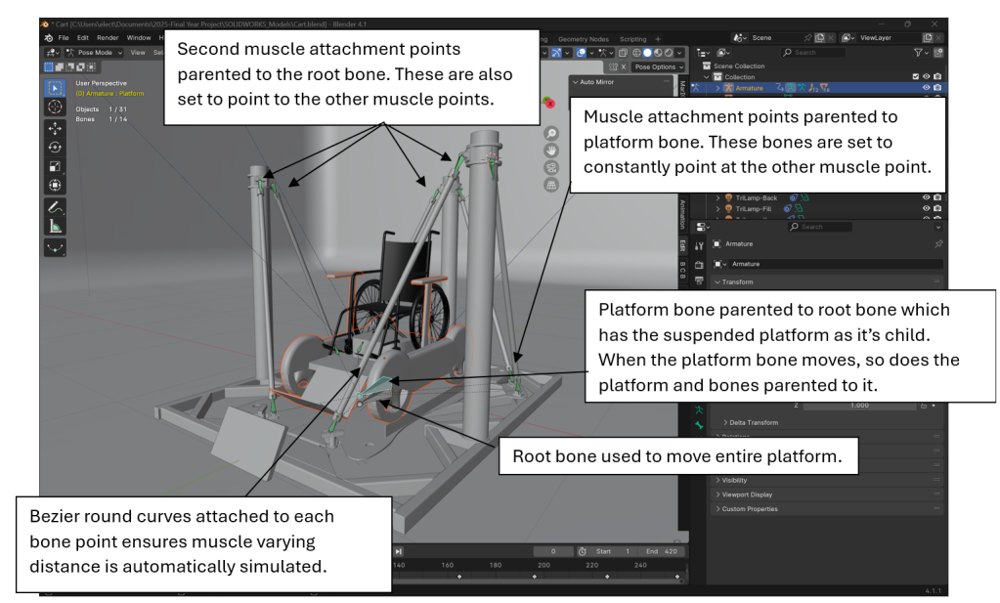 * Cart [C:\Users\elect\Documents\2025-Final Year Project\SOLIDWORKS_Models\Cart.blend] - Blender 4.1
File Edit Render Window
Geometry Nodes Scripting +
Scene
ViewLayer
Pose Mode
View
Pose Options
Search
User Perspective
(0) Armature : Platform
Objects 1 / 31
Bones 1 / 14
X
Auto Mirror
Scene Collection
Collection
Armature
Second muscle attachment points
parented to the root bone. These are also
set to point to the other muscle points.
Muscle attachment points parented to
platform bone. These bones are set to
constantly point at the other muscle point.
TriLamp-Back
TriLamp-Fill
Animation
Edit
B C B
Search
Armature
Armature
Transform
Platform bone parented to root bone which
has the suspended platform as it's child.
When the platform bone moves, so does the
platform and bones parented to it.
Z 1.000
Delta Transform
Root bone used to move entire platform.
Visibility
Viewport Display
Custom Properties
Bezier round curves attached to each
bone point ensures muscle varying
distance is automatically simulated.
0 Start 1 End 420
140 160 180 200 220 240
4.1.1